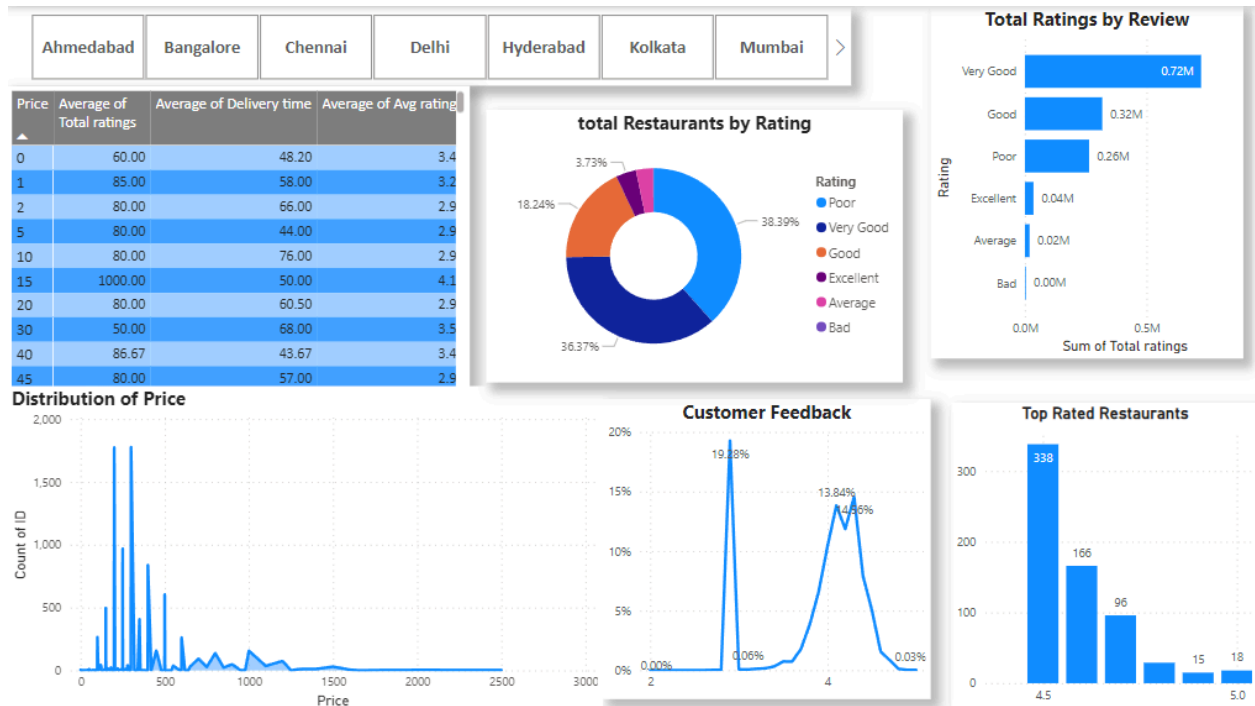 Ahmedabad Bangalore Chennai Delhi Hyderabad Kolkata Mumbai
Price Average of Total ratings Average of Delivery time Average of Avg rating
0 60.00 48.20 3.4
1 85.00 58.00 3.2
2 80.00 66.00 2.9
5 80.00 44.00 2.9
10 80.00 76.00 2.9
15 1000.00 50.00 4.1
20 80.00 60.50 2.9
30 50.00 68.00 3.5
40 86.67 43.67 3.4
45 80.00 57.00 2.9
total Restaurants by Rating
3.73%
18.24%
38.39%
36.37%
Rating
Poor
Very Good
Good
Excellent
Average
Bad
Total Ratings by Review
Rating
Very Good 0.72M
Good 0.32M
Poor 0.26M
Excellent 0.04M
Average 0.02M
Bad 0.00M
0.0M 0.5M
Sum of Total ratings
Distribution of Price
Count of ID
2,000
1,500
1,000
500
0
0 500 1000 1500 2000 2500 3000
Price
Customer Feedback
20%
15%
10%
5%
0%
0.00%
19.28%
0.06%
13.84%
14.56%
0.03%
2 4
Top Rated Restaurants
300
200
100
0
338
166
96
15
18
4.5 5.0